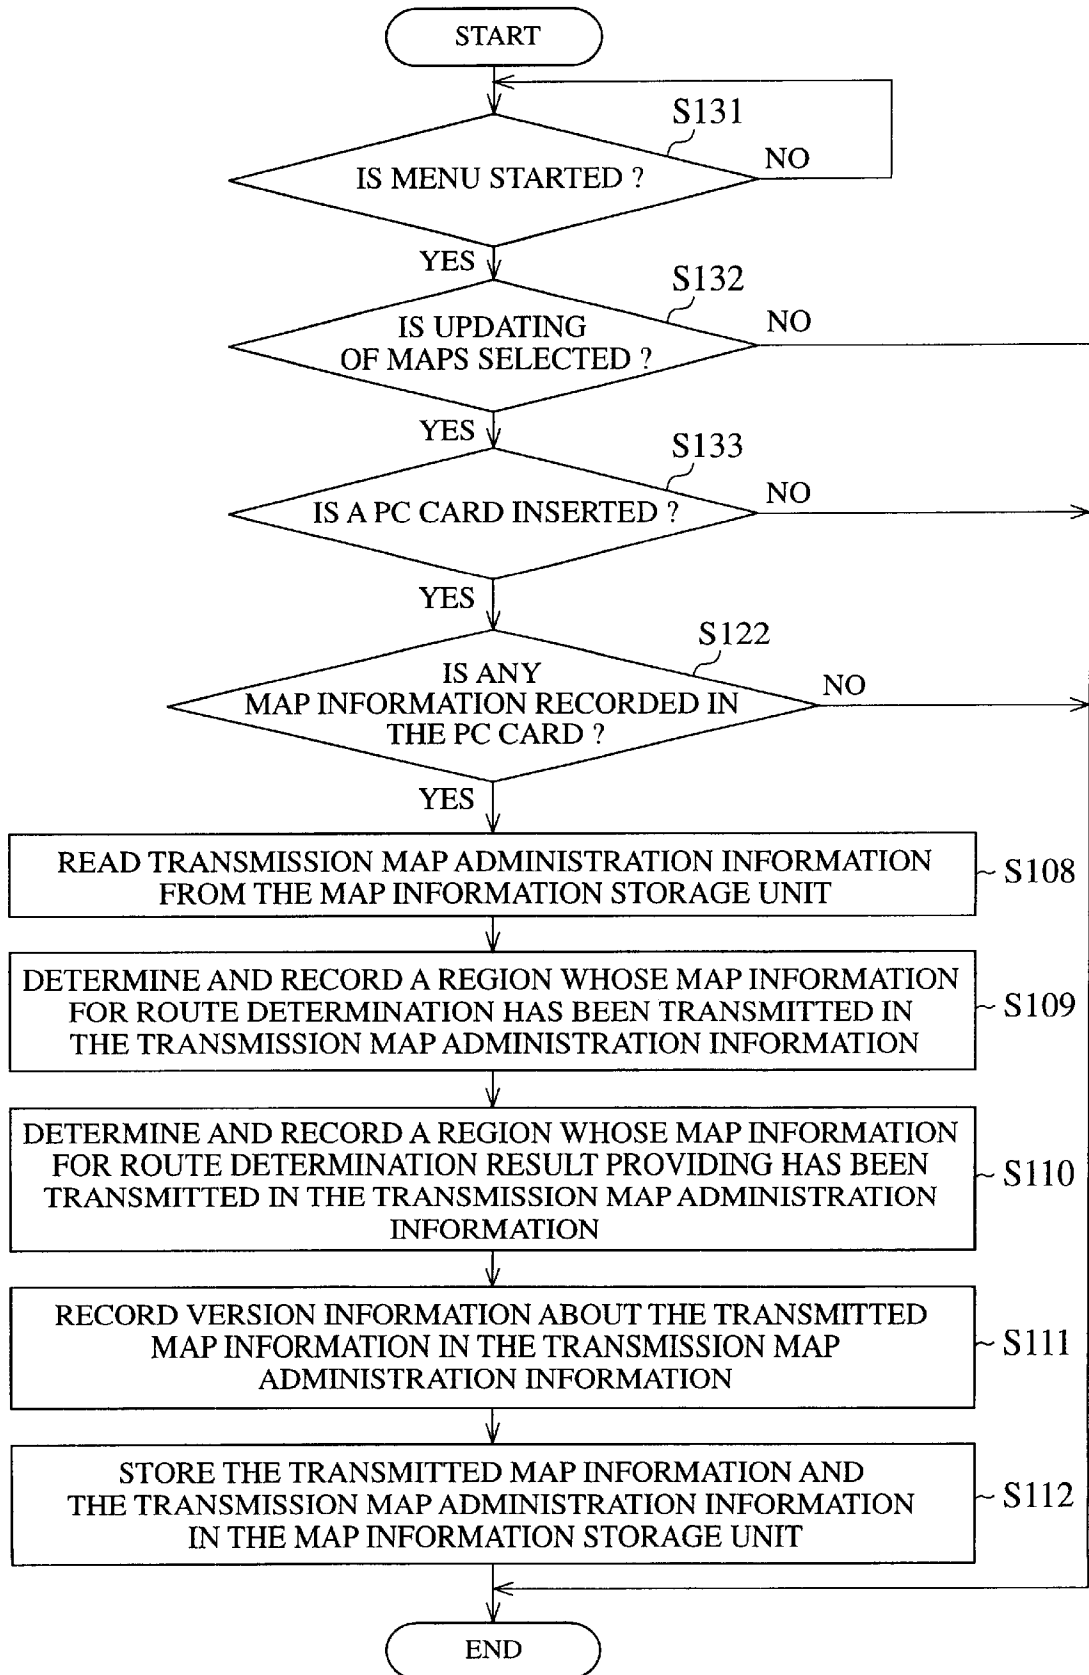 START
S131
IS MENU STARTED ?
NO
YES
S132
IS UPDATING
OF MAPS SELECTED ?
NO
YES
S133
IS A PC CARD INSERTED ?
NO
YES
S122
IS ANY
MAP INFORMATION RECORDED IN
THE PC CARD ?
NO
YES
READ TRANSMISSION MAP ADMINISTRATION INFORMATION
FROM THE MAP INFORMATION STORAGE UNIT
S108
DETERMINE AND RECORD A REGION WHOSE MAP INFORMATION
FOR ROUTE DETERMINATION HAS BEEN TRANSMITTED IN
THE TRANSMISSION MAP ADMINISTRATION INFORMATION
S109
DETERMINE AND RECORD A REGION WHOSE MAP INFORMATION
FOR ROUTE DETERMINATION RESULT PROVIDING HAS BEEN
TRANSMITTED IN THE TRANSMISSION MAP ADMINISTRATION
INFORMATION
S110
RECORD VERSION INFORMATION ABOUT THE TRANSMITTED
MAP INFORMATION IN THE TRANSMISSION MAP
ADMINISTRATION INFORMATION
S111
STORE THE TRANSMITTED MAP INFORMATION AND
THE TRANSMISSION MAP ADMINISTRATION INFORMATION
IN THE MAP INFORMATION STORAGE UNIT
S112
END